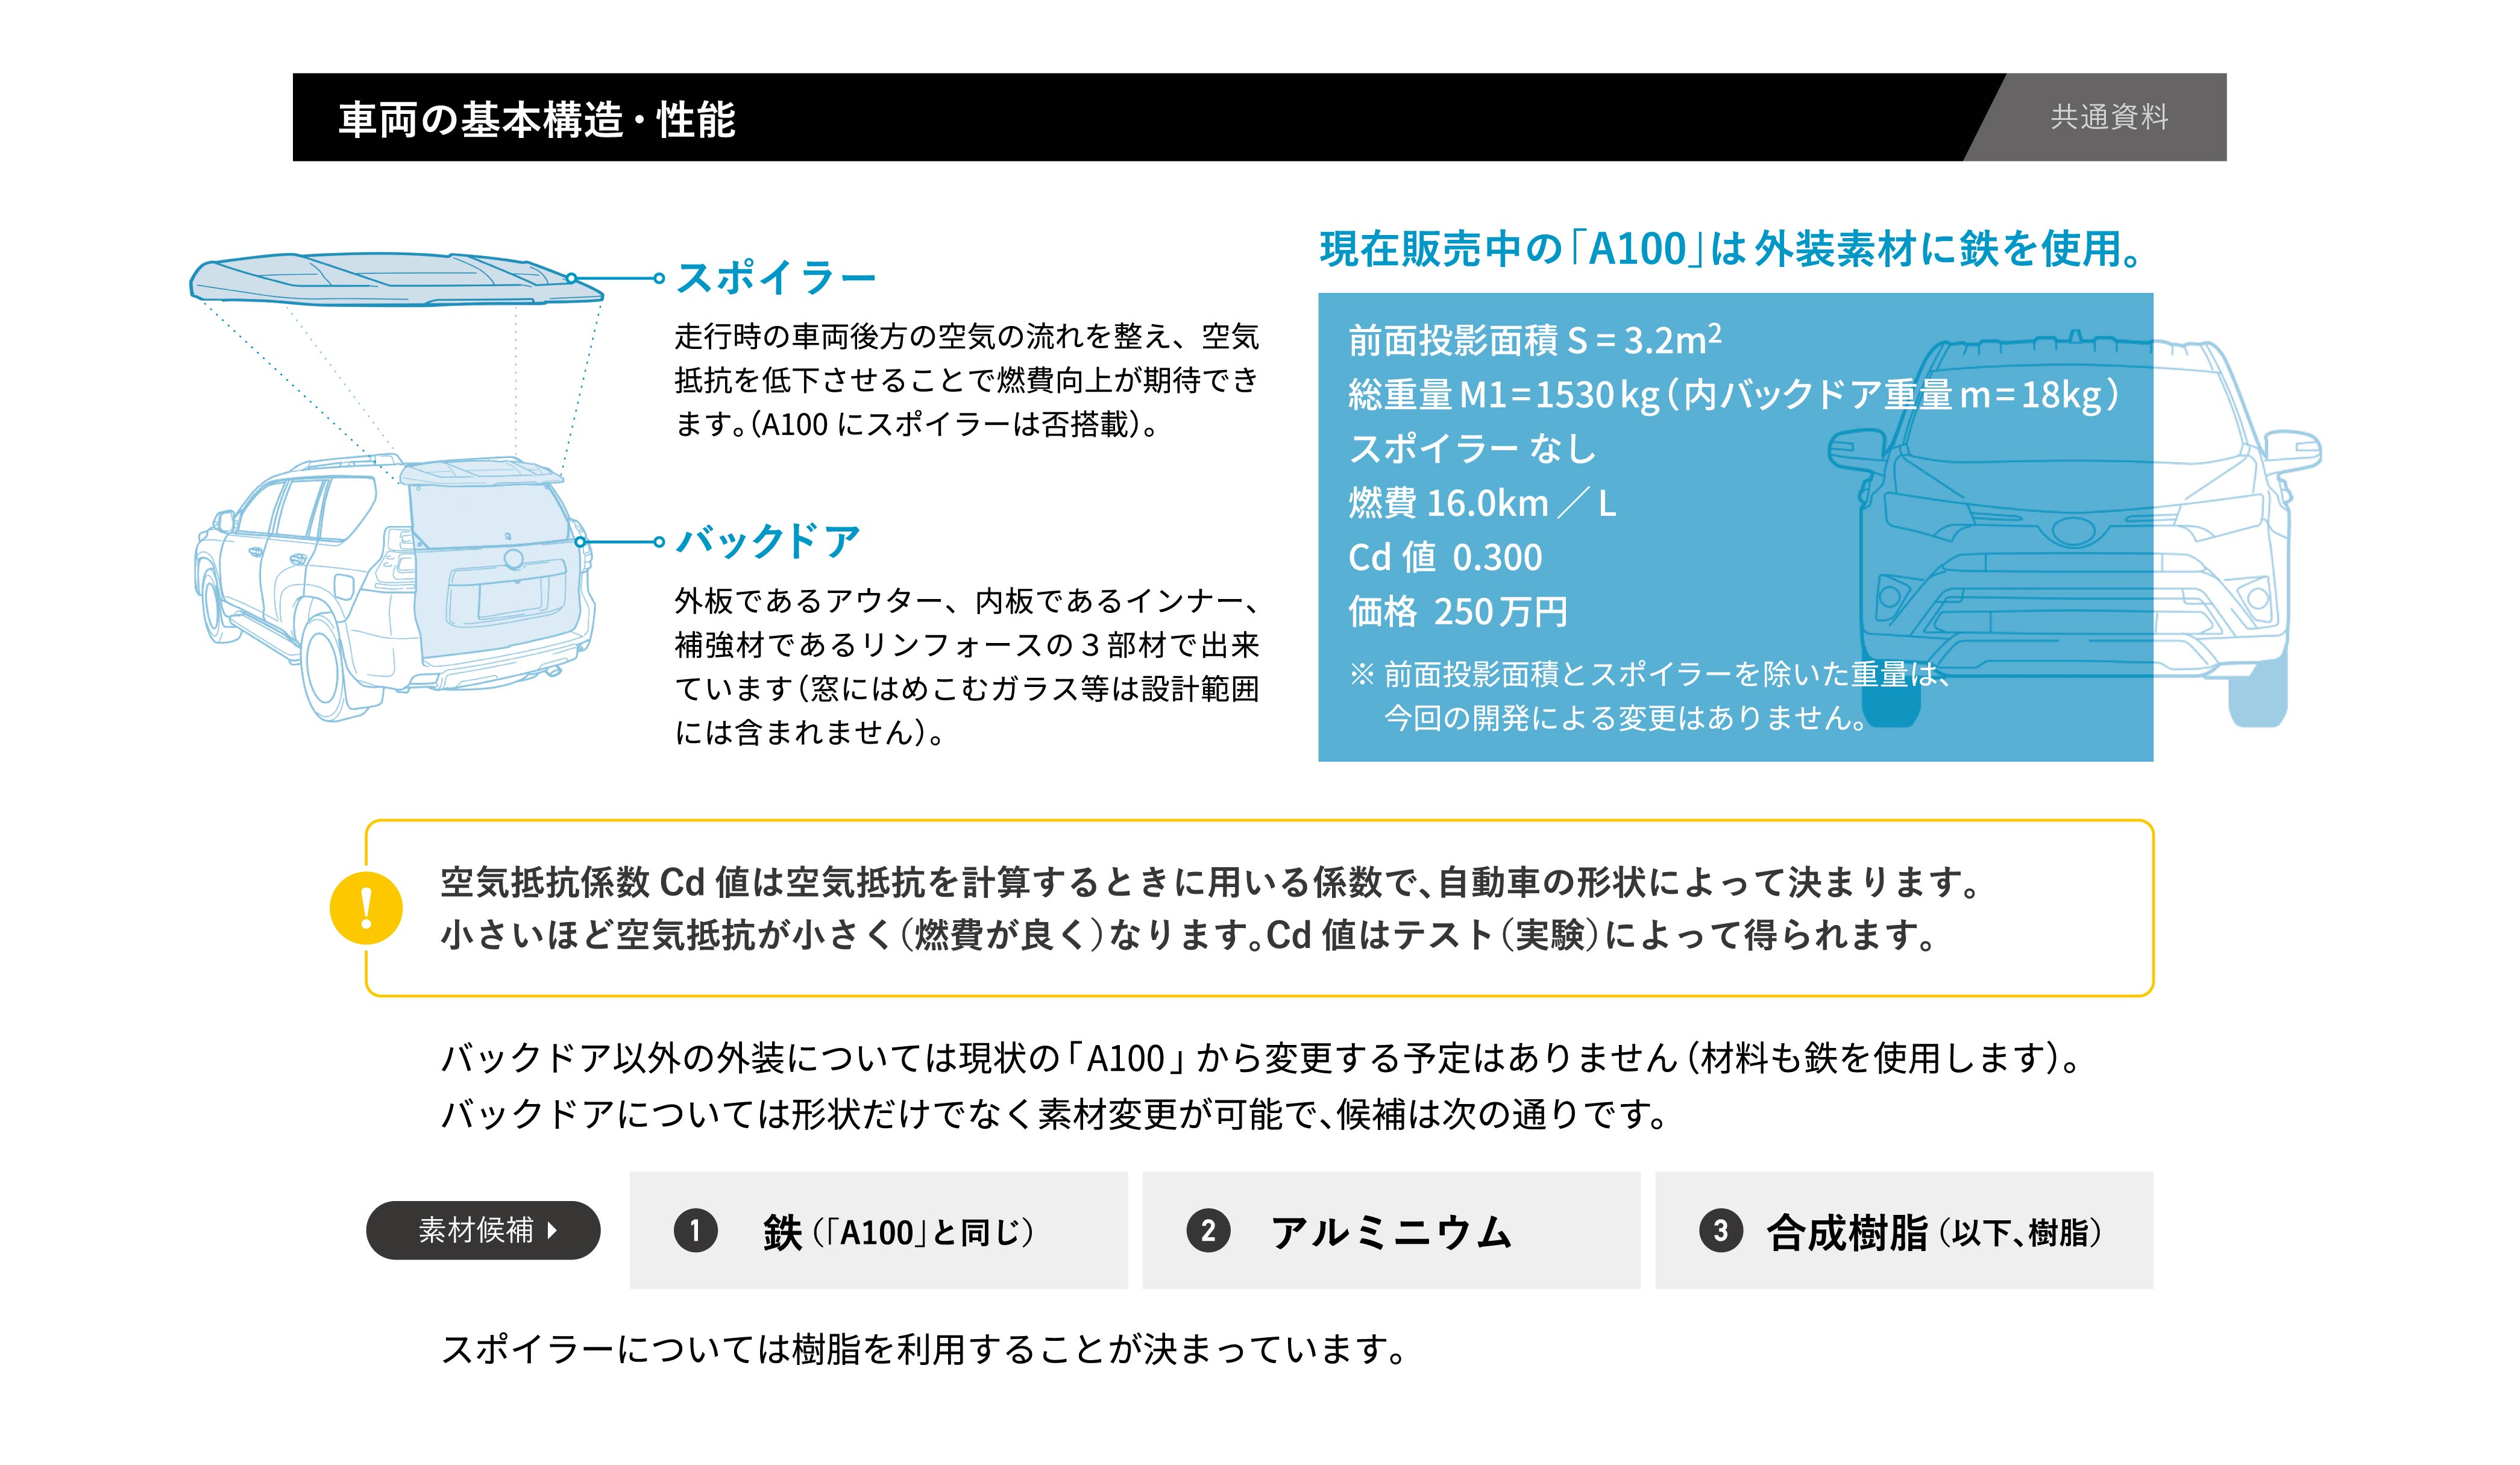 車両の基本構造・性能
共通資料
スポイラー
走行時の車両後方の空気の流れを整え、空気
抵抗を低下させることで燃費向上が期待でき
ます。（A100 にスポイラーは否搭載）。
バックドア
外板であるアウター、内板であるインナー、
補強材であるリンフォースの３部材で出来
ています（窓にはめこむガラス等は設計範囲
には含まれません）。
現在販売中の「A100」は外装素材に鉄を使用。
前面投影面積 S = 3.2m²
総重量 M1=1530kg（内バックドア重量 m=18kg）
スポイラー なし
燃費 16.0km ／ L
Cd 値 0.300
価格 250万円
※ 前面投影面積とスポイラーを除いた重量は、
今回の開発による変更はありません。
!
空気抵抗係数 Cd 値は空気抵抗を計算するときに用いる係数で、自動車の形状によって決まります。
小さいほど空気抵抗が小さく（燃費が良く）なります。Cd 値はテスト（実験）によって得られます。
バックドア以外の外装については現状の「A100」から変更する予定はありません（材料も鉄を使用します）。
バックドアについては形状だけでなく素材変更が可能で、候補は次の通りです。
素材候補
1 鉄（「A100」と同じ）
2 アルミニウム
3 合成樹脂（以下、樹脂）
スポイラーについては樹脂を利用することが決まっています。